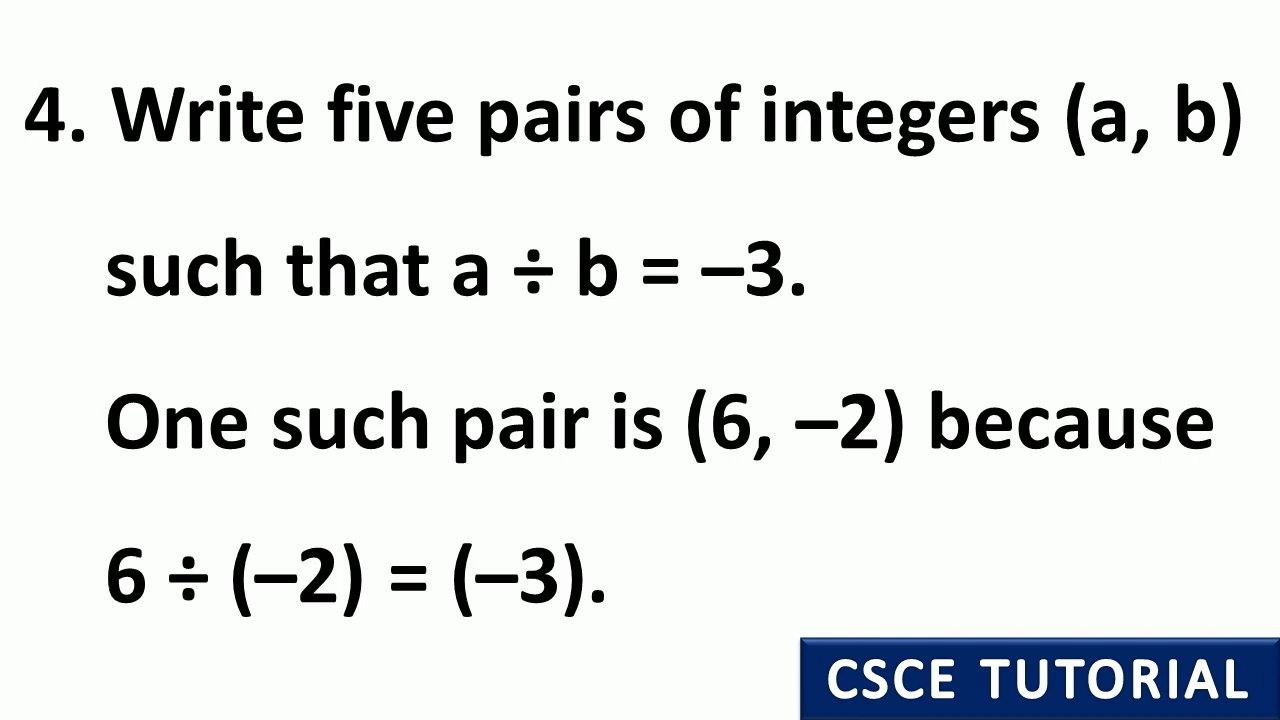 4. Write five pairs of integers (a, b)
such that a ÷ b = –3.
One such pair is (6, –2) because
6 ÷ (–2) = (–3).
CSCE TUTORIAL